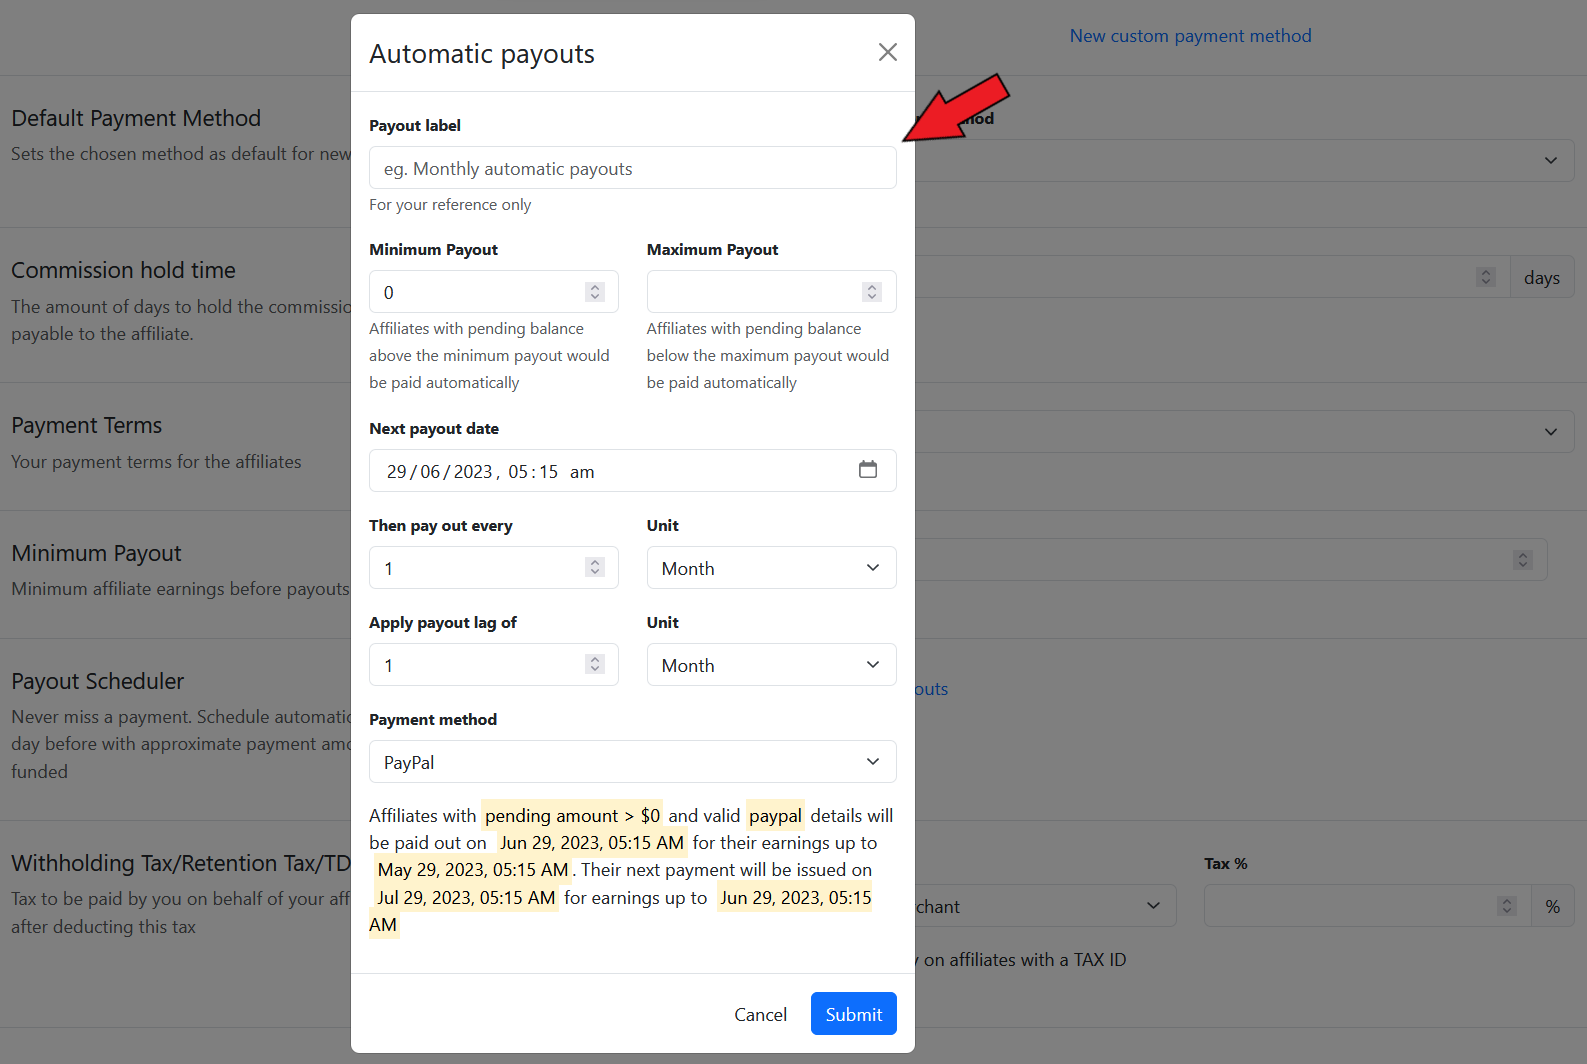 New custom payment method
Automatic payouts
Default Payment Method
Sets the chosen method as default for new
Payout label
eg. Monthly automatic payouts
For your reference only
Minimum Payout
Maximum Payout
0
Affiliates with pending balance
above the minimum payout would
be paid automatically
Affiliates with pending balance
below the maximum payout would
be paid automatically
Commission hold time
The amount of days to hold the
payable to the affiliate.
days
Next payout date
29/06/2023, 05:15 am
Payment Terms
Your payment terms for the affiliates
Then pay out every
Unit
1
Month
Minimum Payout
Minimum affiliate earnings before payouts
Apply payout lag of
Unit
1
Month
Payout Scheduler
Never miss a payment. Schedule
day before with approximate payment
funded
Payment method
PayPal
Affiliates with pending amount > $0 and valid paypal details will
be paid out on Jun 29, 2023, 05:15 AM for their earnings up to
May 29, 2023, 05:15 AM. Their next payment will be issued on
Jul 29, 2023, 05:15 AM for earnings up to Jun 29, 2023, 05:15
AM
Withholding Tax/Retention Tax/TD
Tax to be paid by you on behalf of your
after deducting this tax
Tax %
%
on affiliates with a TAX ID
Cancel
Submit